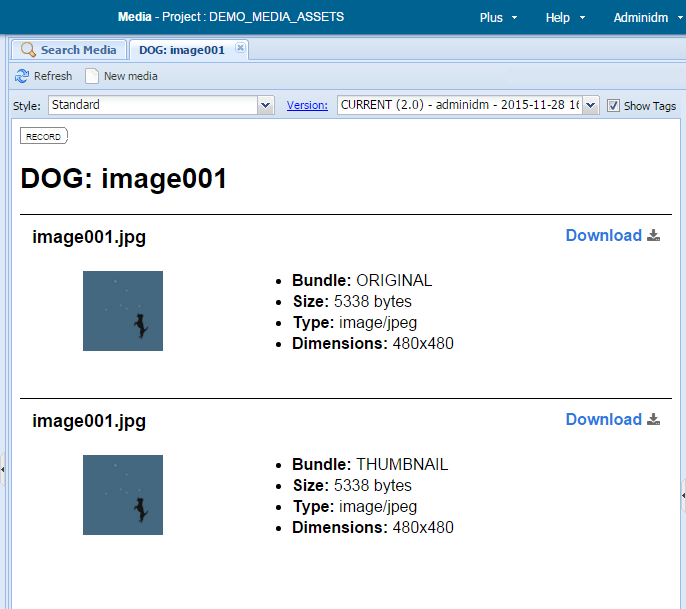 Media - Project : DEMO_MEDIA_ASSETS Plus Help Adminidm
Search Media DOG: image001
Refresh New media
Style: Standard Version: CURRENT (2.0) - adminidm - 2015-11-28 16 Show Tags
RECORD
DOG: image001
image001.jpg Download
Bundle: ORIGINAL
Size: 5338 bytes
Type: image/jpeg
Dimensions: 480x480
image001.jpg Download
Bundle: THUMBNAIL
Size: 5338 bytes
Type: image/jpeg
Dimensions: 480x480